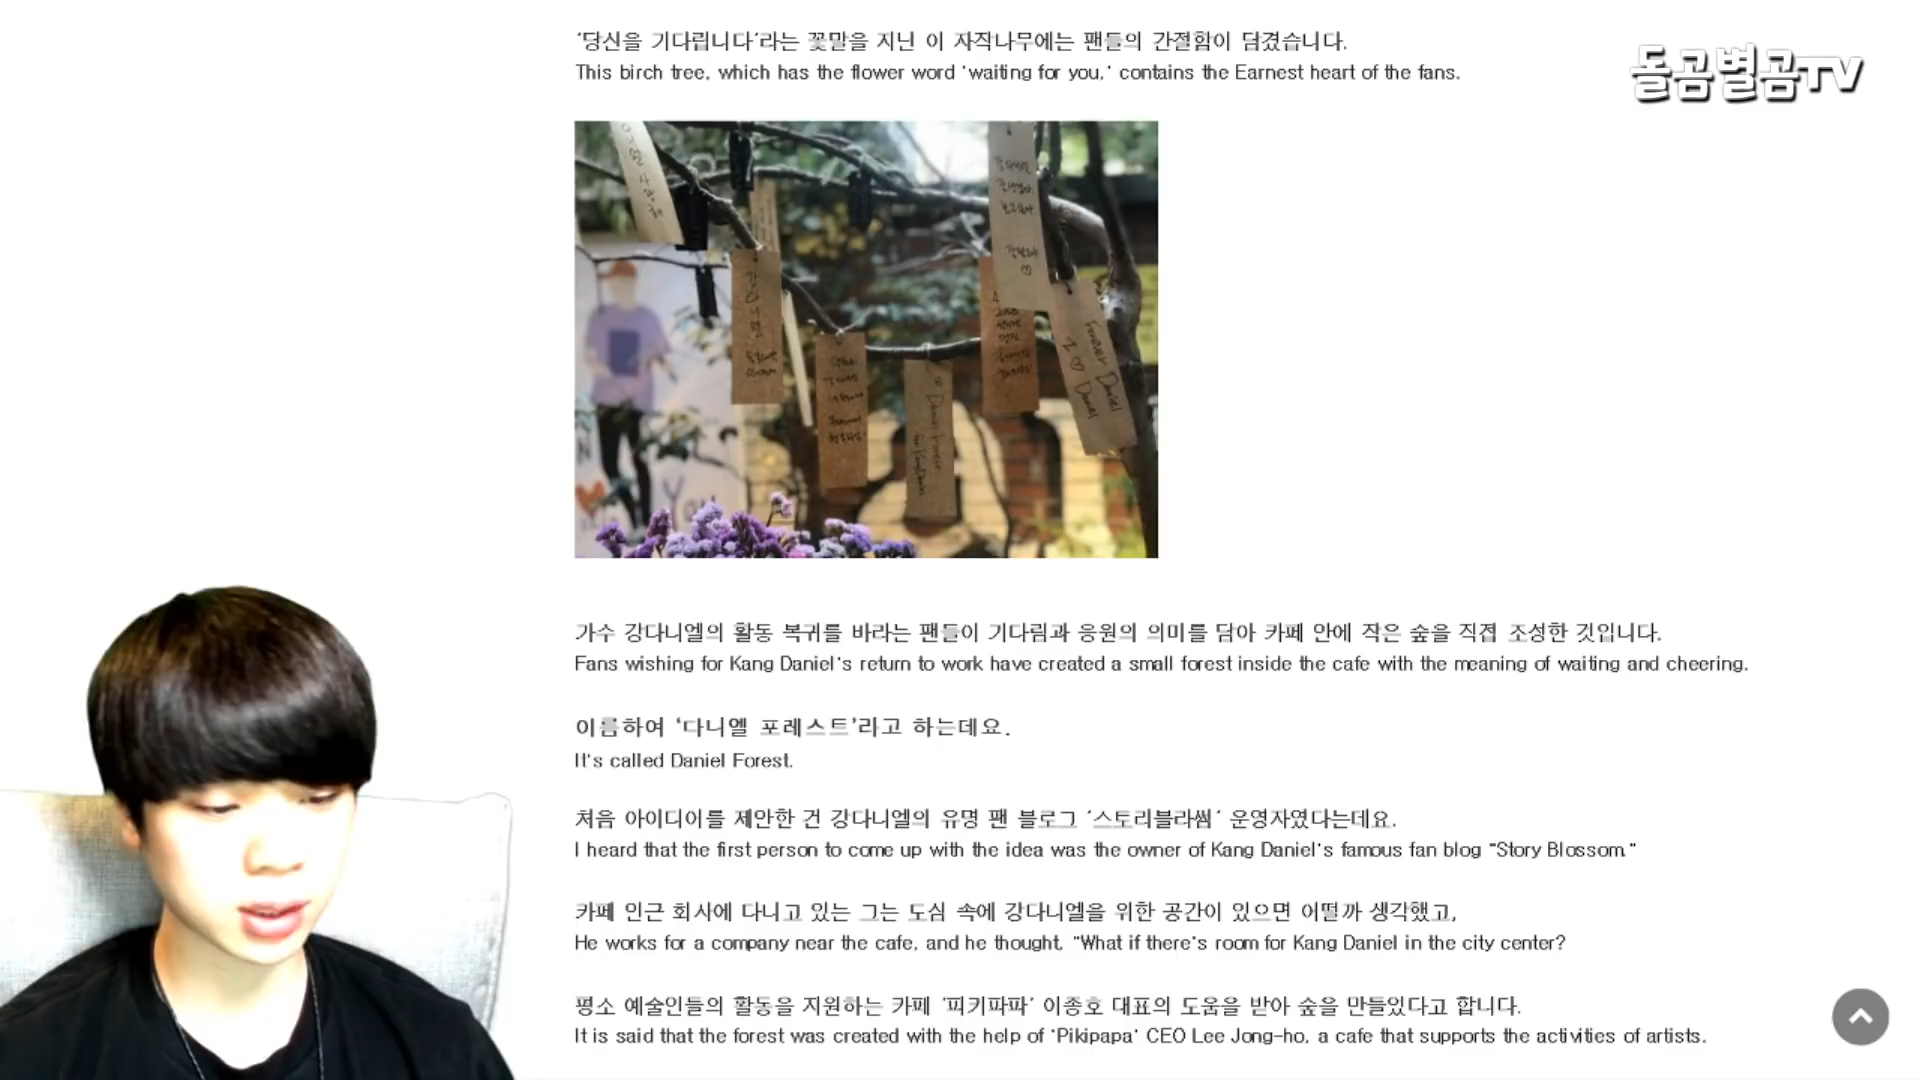 '당신을 기다립니다'라는 꽃말을 지닌 이 자작나무에는 팬들의 간절함이 담겼습니다.
This birch tree, which has the flower word 'waiting for you,' contains the Earnest heart of the fans.
돌곰별곰TV
강다니엘
Forever Daniel
I ♡ Daniel
가수 강다니엘의 활동 복귀를 바라는 팬들이 기다림과 응원의 의미를 담아 카페 안에 작은 숲을 직접 조성한 것입니다.
Fans wishing for Kang Daniel's return to work have created a small forest inside the cafe with the meaning of waiting and cheering.
이름하여 '다니엘 포레스트'라고 하는데요.
It's called Daniel Forest.
처음 아이디이를 제안한 건 강다니엘의 유명 팬 블로그 '스토리블라썸' 운영자였다는데요.
I heard that the first person to come up with the idea was the owner of Kang Daniel's famous fan blog "Story Blossom."
카페 인근 회사에 다니고 있는 그는 도심 속에 강다니엘을 위한 공간이 있으면 어떨까 생각했고,
He works for a company near the cafe, and he thought, "What if there's room for Kang Daniel in the city center?
평소 예술인들의 활동을 지원하는 카페 '피키파파' 이종호 대표의 도움을 받아 숲을 만들있다고 합니다.
It is said that the forest was created with the help of 'Pikipapa' CEO Lee Jong-ho, a cafe that supports the activities of artists.